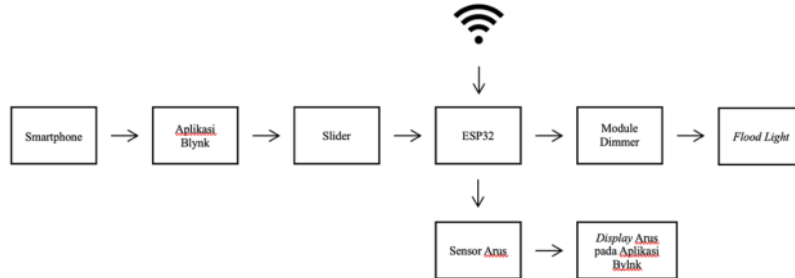 Smartphone
Aplikasi
Blynk
Slider
ESP32
Module
Dimmer
Flood Light
Sensor Arus
Display Arus
pada Aplikasi
Bylnk